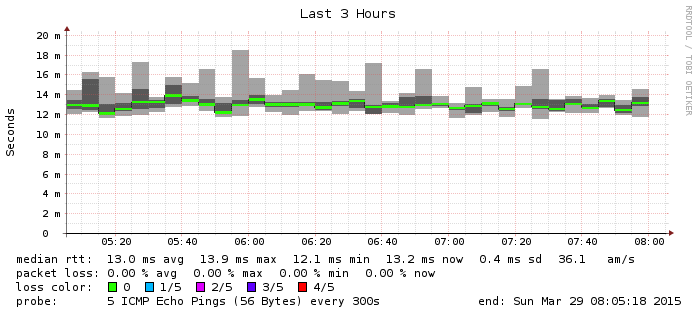 Last 3 Hours
RRDTOOL / TOBI OETIKER
Seconds
20 m
18 m
16 m
14 m
12 m
10 m
8 m
6 m
4 m
2 m
0
05:20 05:40 06:00 06:20 06:40 07:00 07:20 07:40 08:00
median rtt: 13.0 ms avg 13.9 ms max 12.1 ms min 13.2 ms now 0.4 ms sd 36.1 am/s
packet loss: 0.00 % avg 0.00 % max 0.00 % min 0.00 % now
loss color: 0 1/5 2/5 3/5 4/5
probe: 5 ICMP Echo Pings (56 Bytes) every 300s end: Sun Mar 29 08:05:18 2015